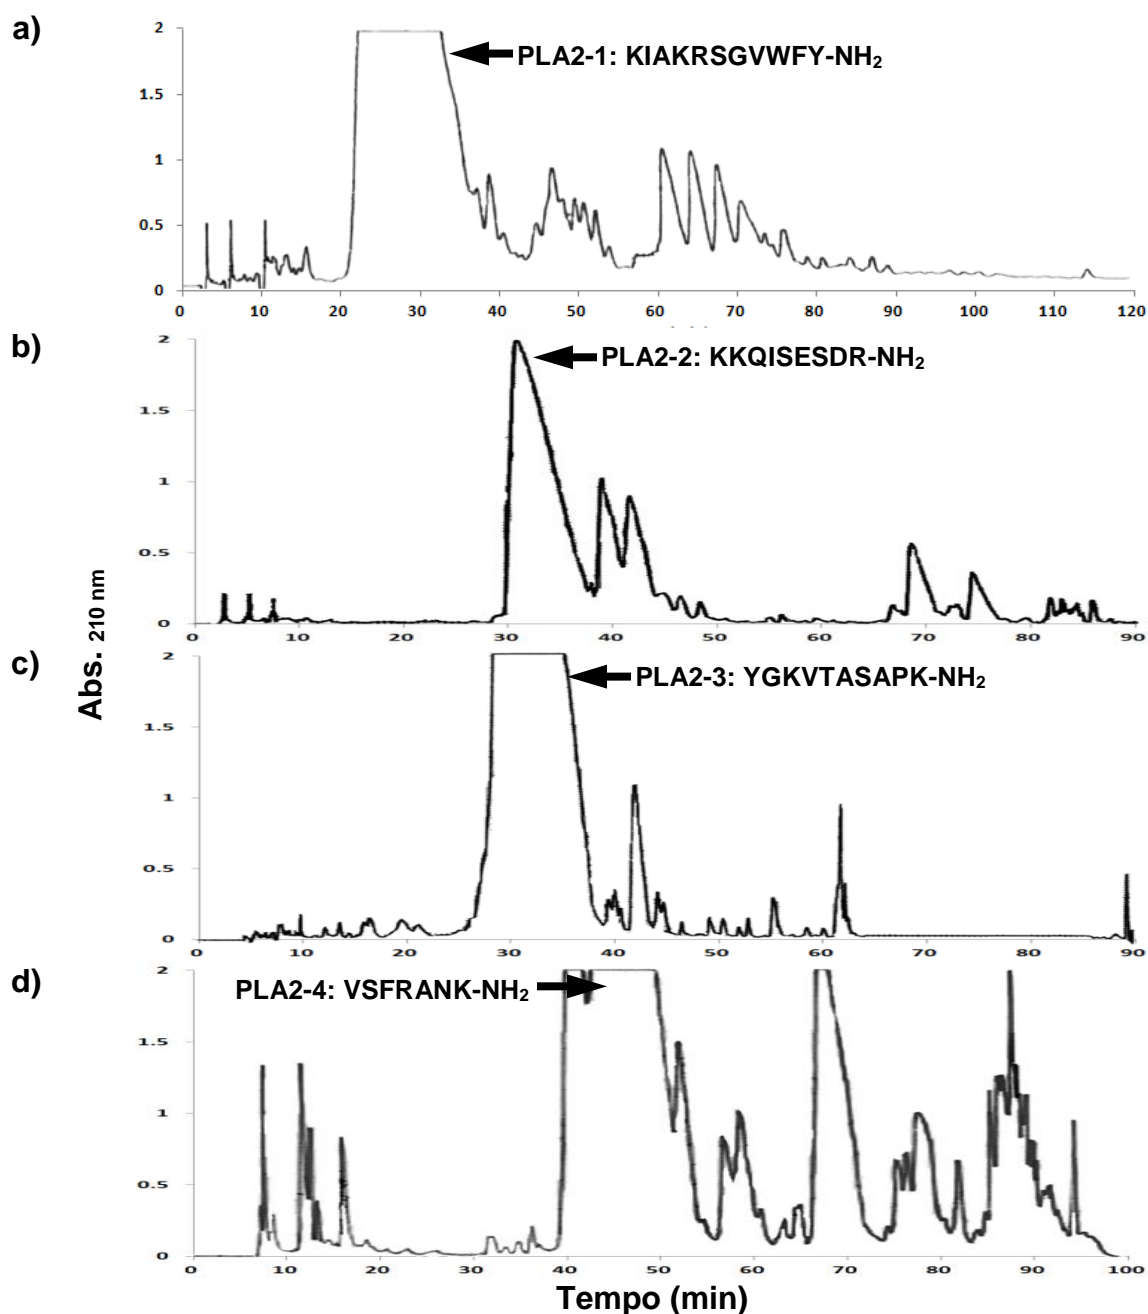 a)
2
PLA2-1: KIAKRSGVWFY-NH2
1.5
1
0.5
0
0 10 20 30 40 50 60 70 80 90 100 110 120
b)
2
PLA2-2: KKQISESDR-NH2
1.5
1
0.5
0
0 10 20 30 40 50 60 70 80 90
Abs. 210 nm
c)
2
PLA2-3: YGKVTASAPK-NH2
1.5
1
0.5
0
0 10 20 30 40 50 60 70 80 90
d)
2
PLA2-4: VSFRANK-NH2
1.5
1
0.5
0
0 10 20 30 40 50 60 70 80 90 100
Tempo (min)